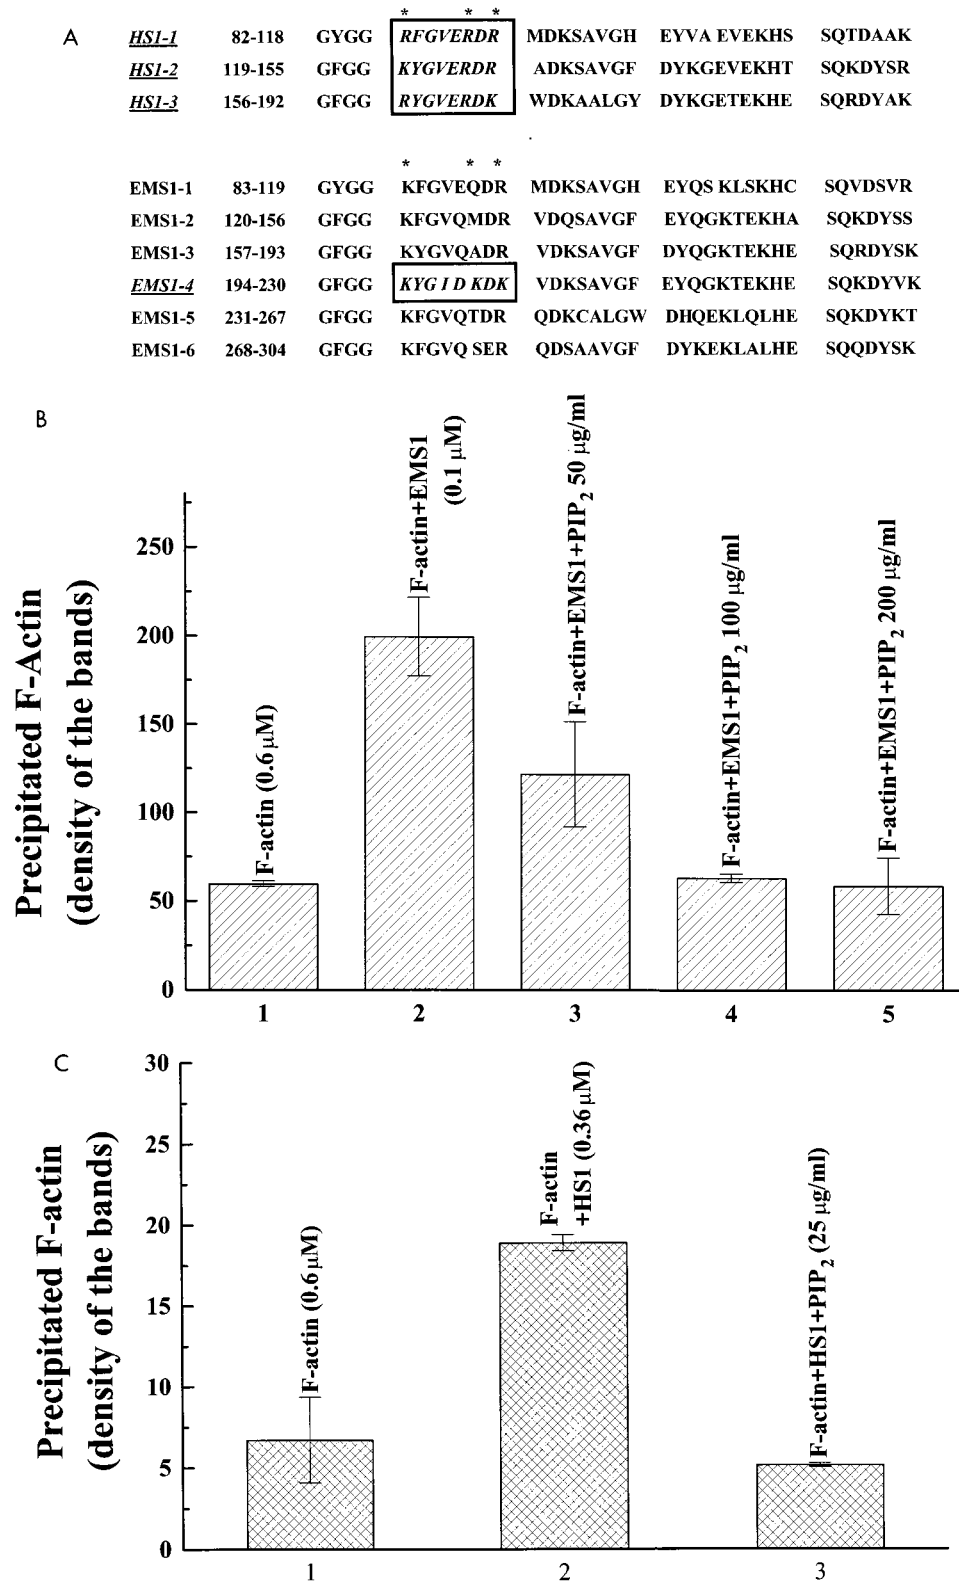 A
* * *
HS1-1 82-118 GYGG RFGVERDR MDKSAVGH EYVA EVEKHS SQTDAAK
HS1-2 119-155 GFGG KYGVERDR ADKSAVGF DYKGEVEKHT SQKDYSR
HS1-3 156-192 GFGG RYGVERDK WDKAALGY DYKGETEKHE SQRDYAK
* * *
EMS1-1 83-119 GYGG KFGVEQDR MDKSAVGH EYQS KLSKHC SQVDSVR
EMS1-2 120-156 GFGG KFGVQMDR VDQSAVGF EYQGKTEKHA SQKDYSS
EMS1-3 157-193 GFGG KYGVQADR VDKSAVGF DYQGKTEKHE SQRDYSK
EMS1-4 194-230 GFGG KYG I D KDK VDKSAVGF EYQGKTEKHE SQKDYVK
EMS1-5 231-267 GFGG KFGVQTDR QDKCALGW DHQEKLQLHE SQKDYKT
EMS1-6 268-304 GFGG KFGVQ SER QDSAAVGF DYKEKLALHE SQQDYSK
B
Precipitated F-Actin
(density of the bands)
250
200
150
100
50
0
F-actin (0.6 µM)
F-actin+EMS1
(0.1 µM)
F-actin+EMS1+PIP2 50 µg/ml
F-actin+EMS1+PIP2 100 µg/ml
F-actin+EMS1+PIP2 200 µg/ml
1 2 3 4 5
C
Precipitated F-actin
(density of the bands)
30
25
20
15
10
5
0
F-actin (0.6 µM)
F-actin
+HS1 (0.36 µM)
F-actin+HS1+PIP2 (25 µg/ml)
1 2 3